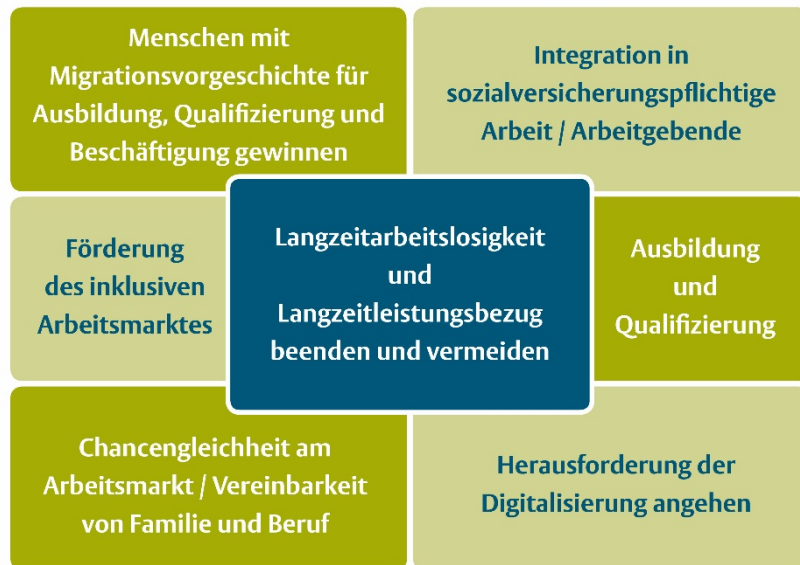 Menschen mit
Migrationsvorgeschichte für
Ausbildung, Qualifizierung und
Beschäftigung gewinnen
Integration in
sozialversicherungspflichtige
Arbeit / Arbeitgebende
Förderung
des inklusiven
Arbeitsmarktes
Langzeitarbeitslosigkeit
und
Langzeitleistungsbezug
beenden und vermeiden
Ausbildung
und
Qualifizierung
Chancengleichheit am
Arbeitsmarkt / Vereinbarkeit
von Familie und Beruf
Herausforderung der
Digitalisierung angehen